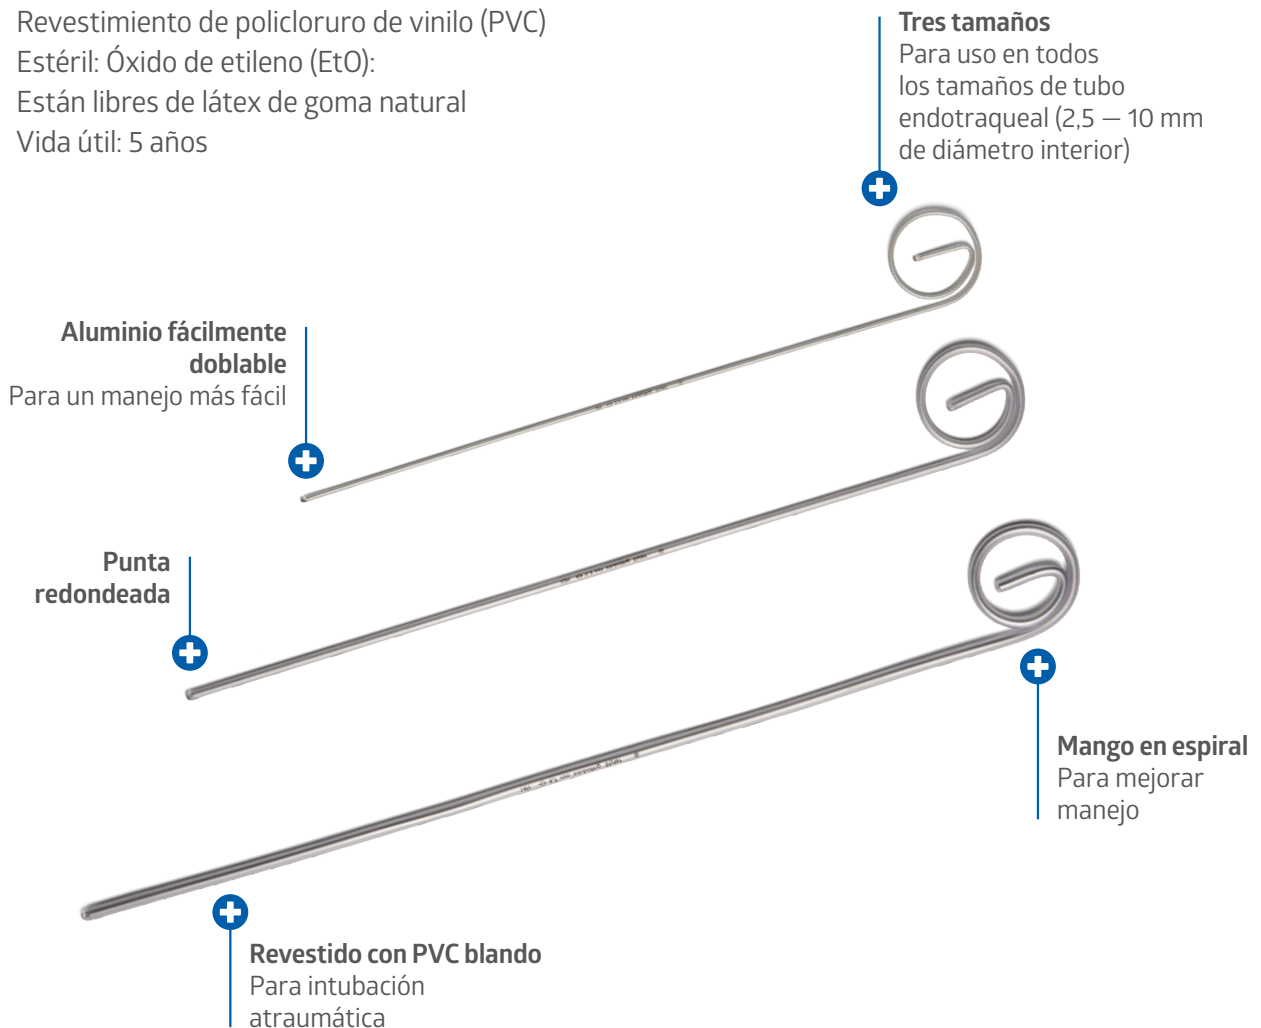 Revestimiento de policloruro de vinilo (PVC)
Estéril: Óxido de etileno (EtO):
Están libres de látex de goma natural
Vida útil: 5 años
Tres tamaños
Para uso en todos
los tamaños de tubo
endotraqueal (2,5 — 10 mm
de diámetro interior)
Aluminio fácilmente
doblable
Para un manejo más fácil
Punta
redondeada
Mango en espiral
Para mejorar
manejo
Revestido con PVC blando
Para intubación
atraumática